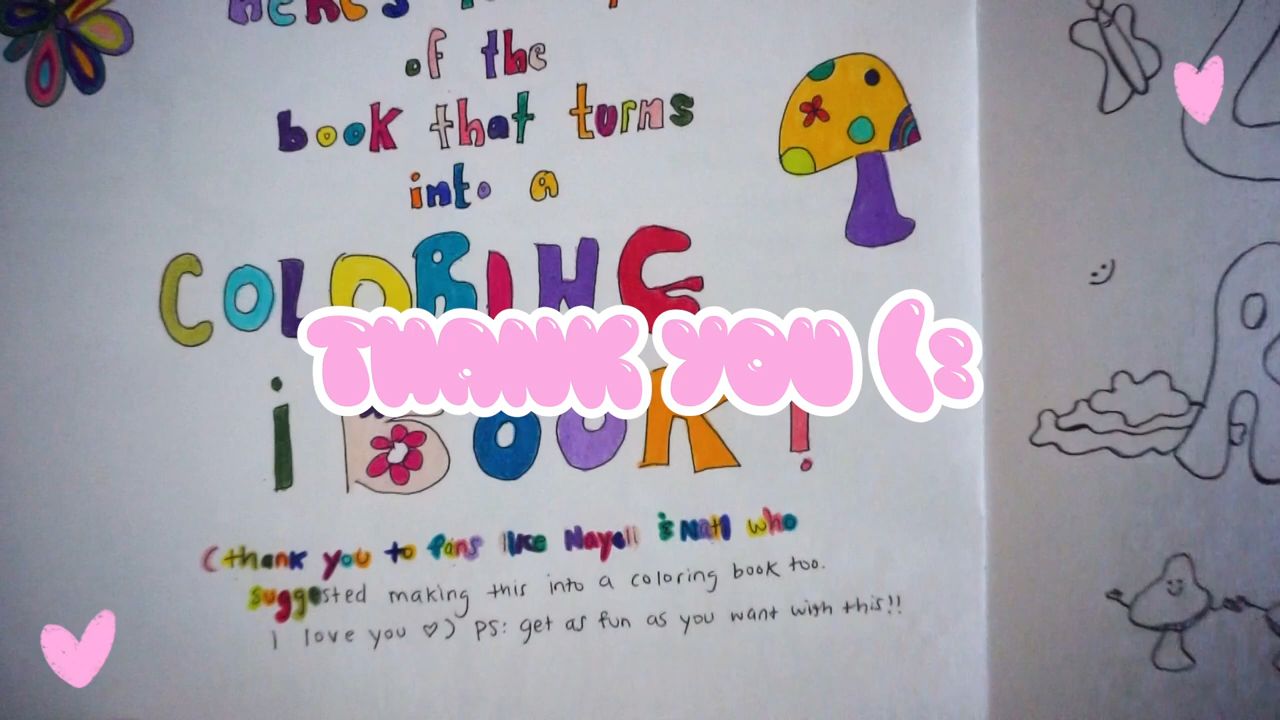 HERE'S
of the
book that turns
into a
COLORING
THANK YOU (:
¡ BOOK !
(thank you to fans like Nayeli & Nati who
suggested making this into a coloring book too.
I love you ♡) PS: get as fun as you want with this!!